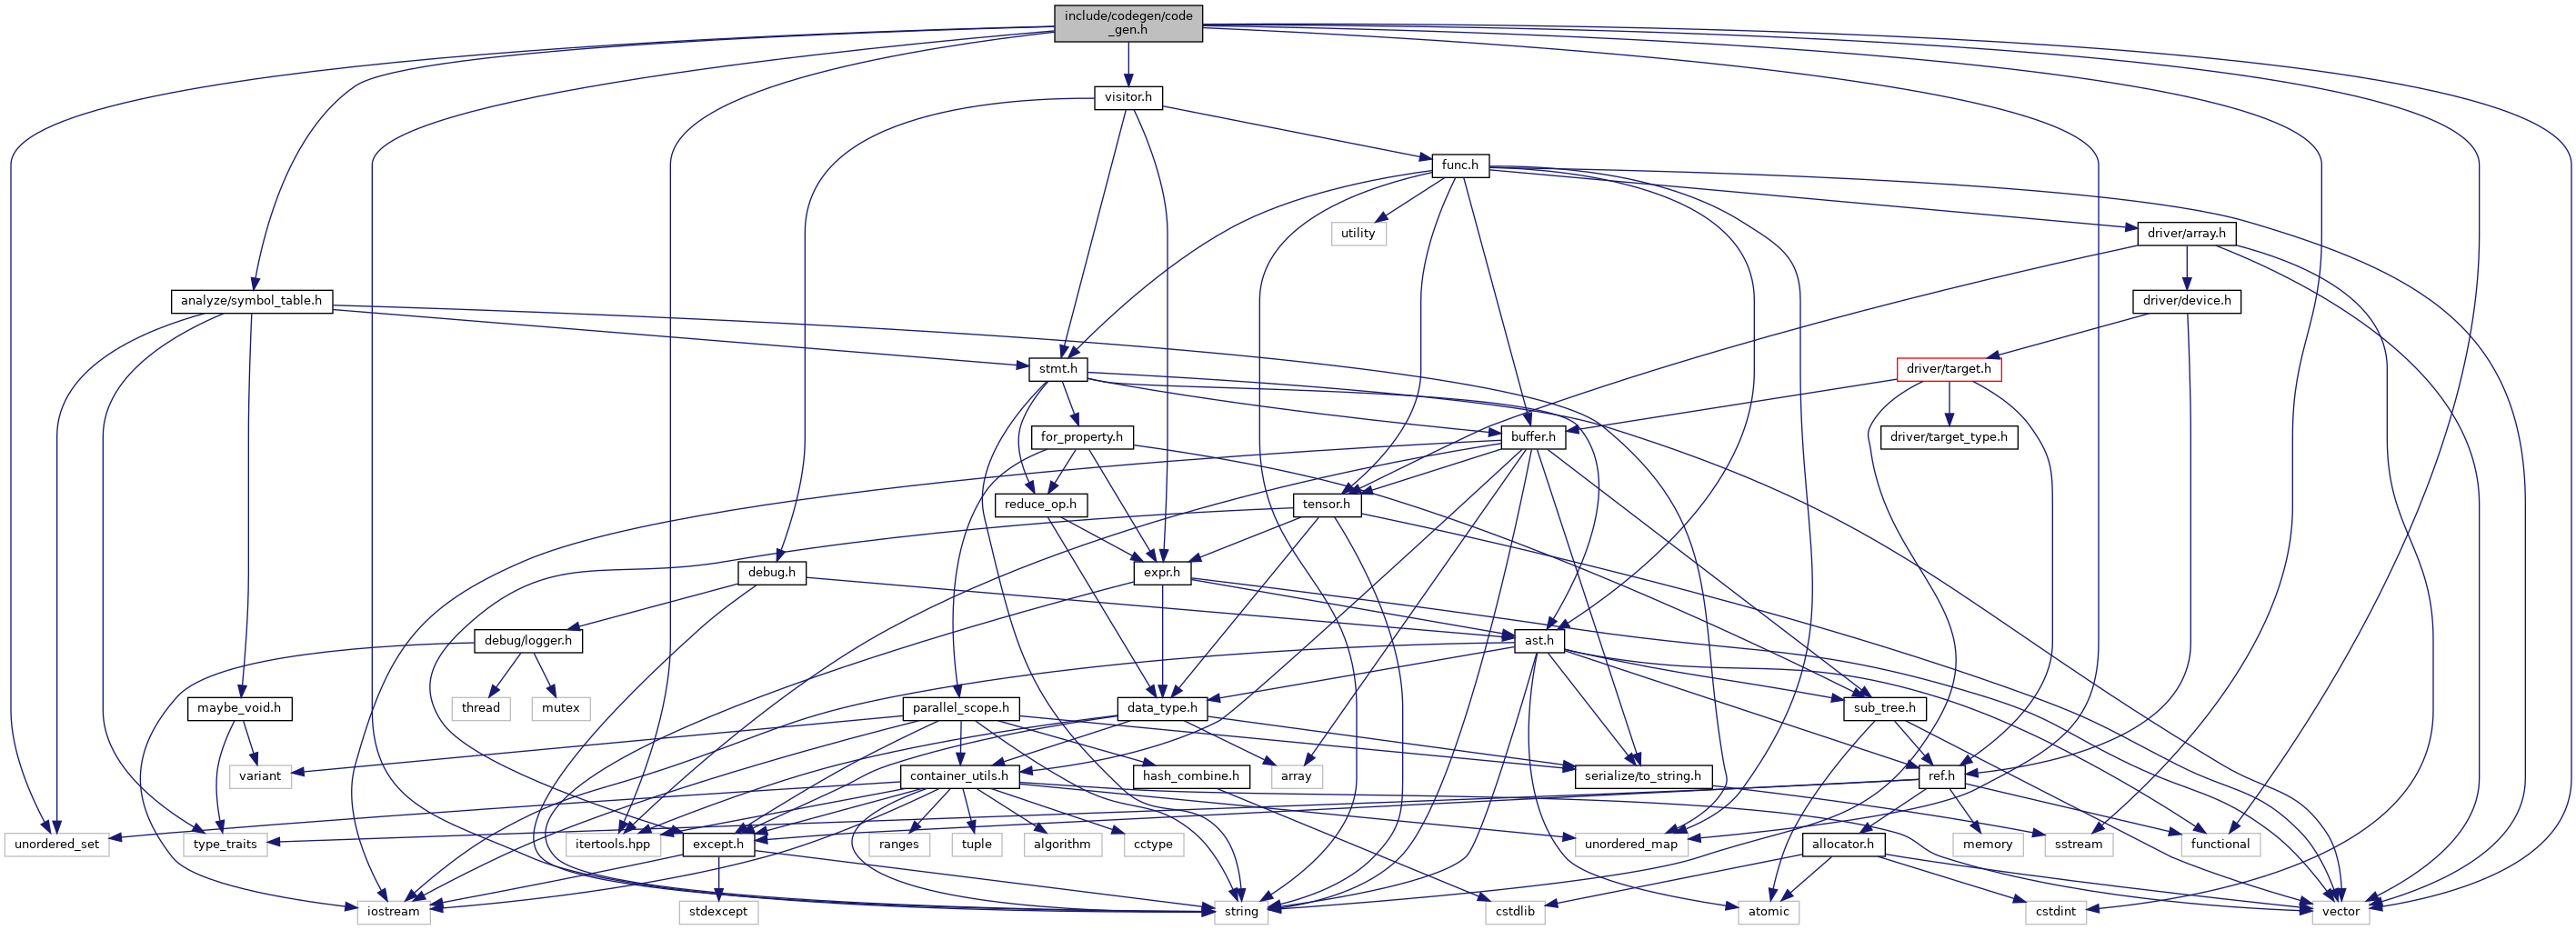 include/codegen/code
_gen.h
visitor.h
func.h
utility
driver/array.h
analyze/symbol_table.h
driver/device.h
stmt.h
driver/target.h
for_property.h
buffer.h
driver/target_type.h
reduce_op.h
tensor.h
debug.h
expr.h
debug/logger.h
ast.h
maybe_void.h
thread
mutex
parallel_scope.h
data_type.h
sub_tree.h
variant
container_utils.h
hash_combine.h
array
serialize/to_string.h
ref.h
unordered_set
type_traits
itertools.hpp
except.h
ranges
tuple
algorithm
cctype
unordered_map
allocator.h
memory
sstream
functional
iostream
stdexcept
string
cstdlib
atomic
cstdint
vector